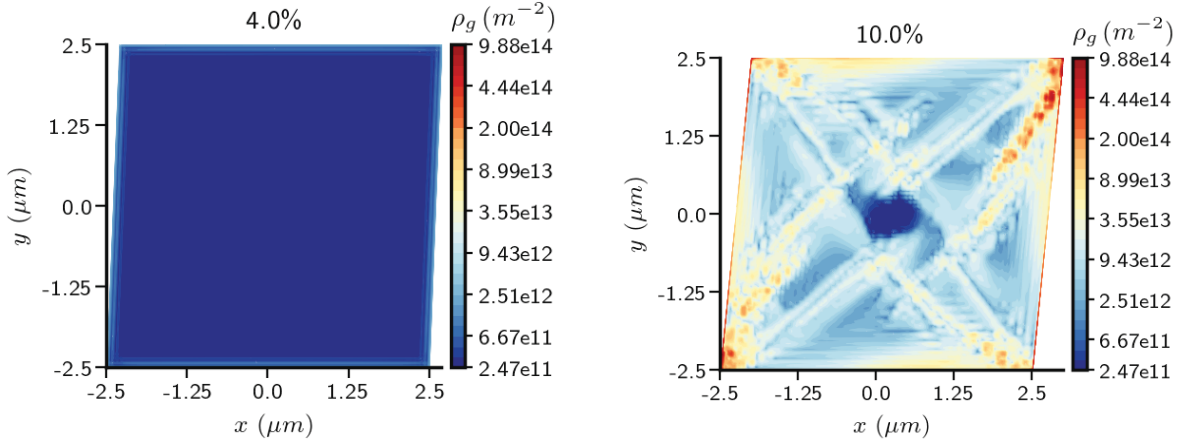 4.0%
ρ_g (m⁻²)
2.5
1.25
0.0
-1.25
-2.5
y (μm)
-2.5 -1.25 0.0 1.25 2.5
x (μm)
9.88e14
4.44e14
2.00e14
8.99e13
3.55e13
9.43e12
2.51e12
6.67e11
2.47e11
10.0%
ρ_g (m⁻²)
2.5
1.25
0.0
-1.25
-2.5
y (μm)
-2.5 -1.25 0.0 1.25 2.5
x (μm)
9.88e14
4.44e14
2.00e14
8.99e13
3.55e13
9.43e12
2.51e12
6.67e11
2.47e11